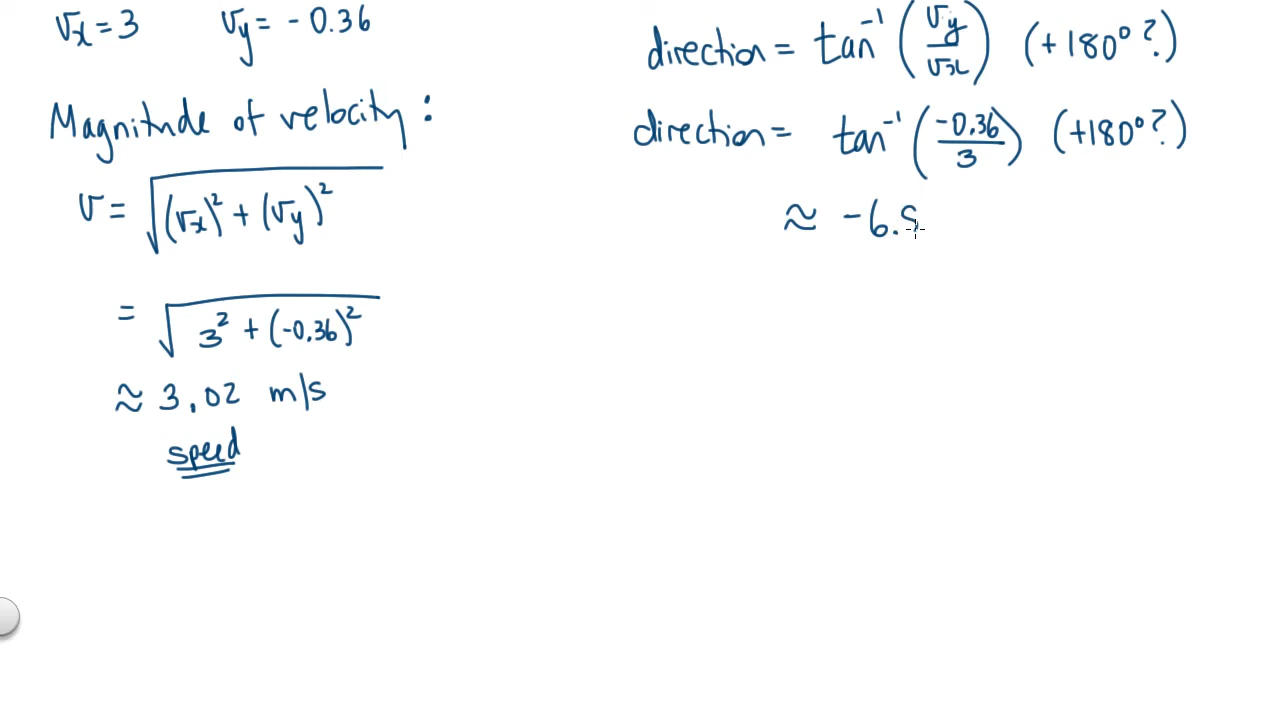 vx = 3 vy = - 0.36
Magnitude of velocity :
v = √((vx)² + (vy)²)
= √(3² + (-0.36)²)
≈ 3.02 m/s
speed
direction = tan⁻¹ (vy/vx) (+180° ?)
direction = tan⁻¹ (-0.36/3) (+180° ?)
≈ -6.